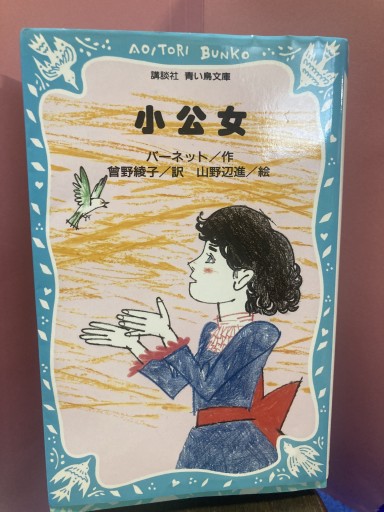 AOITORI BUNKO
講談社 青い鳥文庫
小公女
バーネット/作
曽野綾子/訳 山野辺進/絵